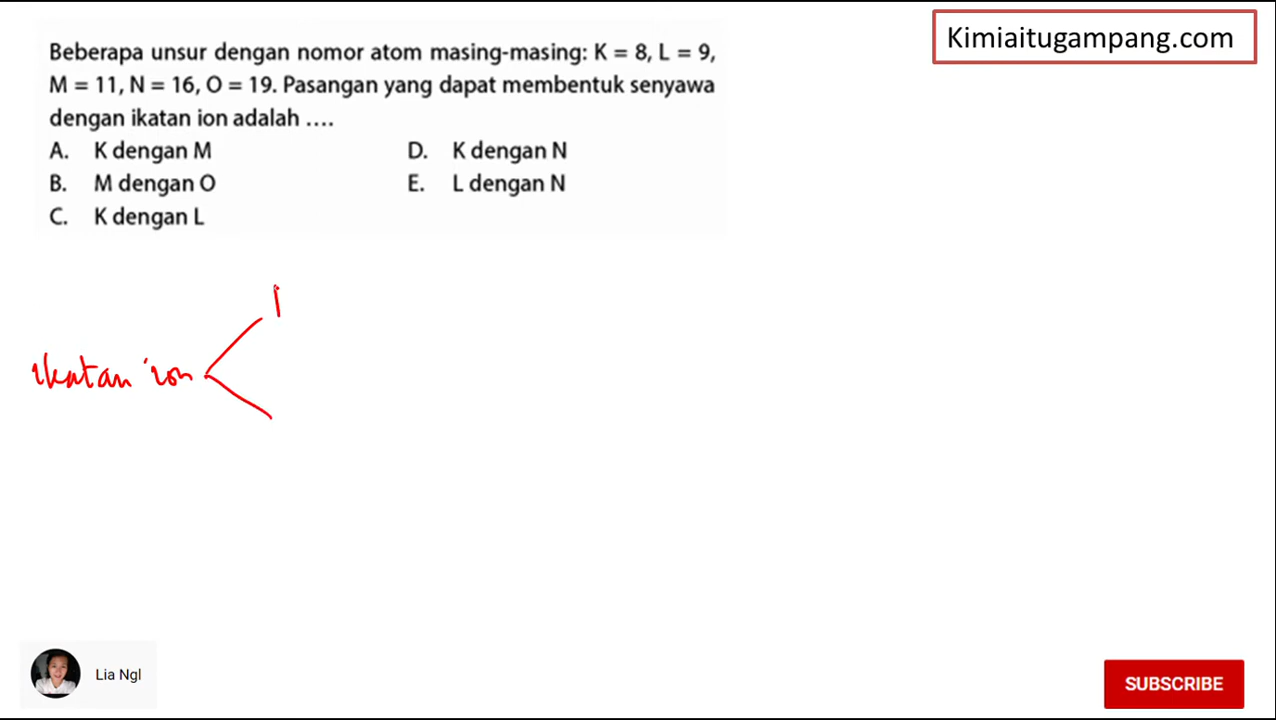 Kimiaitugampang.com
Beberapa unsur dengan nomor atom masing-masing: K = 8, L = 9,
M = 11, N = 16, O = 19. Pasangan yang dapat membentuk senyawa
dengan ikatan ion adalah ....
A. K dengan M
B. M dengan O
C. K dengan L
D. K dengan N
E. L dengan N
ikatan ion
Lia Ngl
SUBSCRIBE